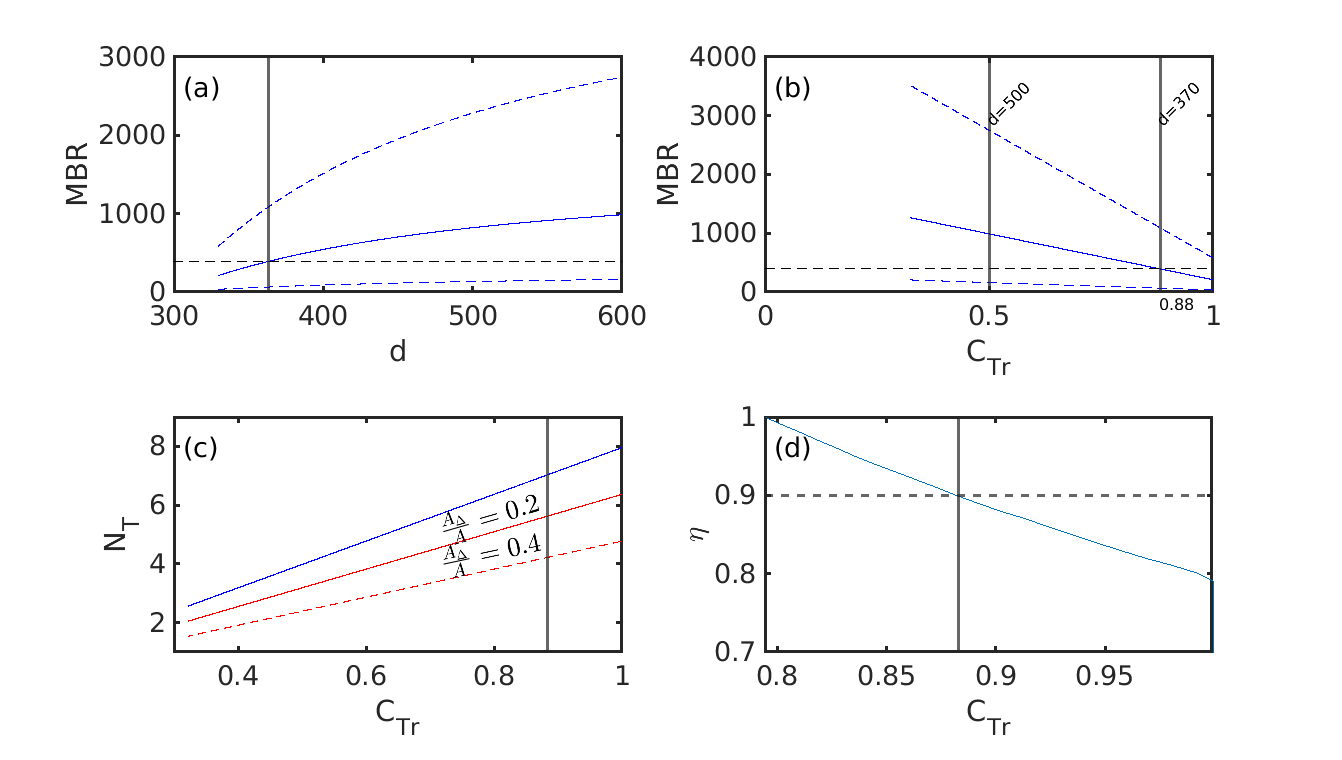 3000
2000
1000
0
MBR
(a)
300
400
500
600
d
4000
3000
2000
1000
0
MBR
(b)
d=500
d=370
0
0.5
0.88
1
C_Tr
8
6
4
2
N_T
(c)
A_Δ/A = 0.2
A_Δ/A = 0.4
0.4
0.6
0.8
1
C_Tr
1
0.9
0.8
0.7
η
(d)
0.8
0.85
0.9
0.95
C_Tr